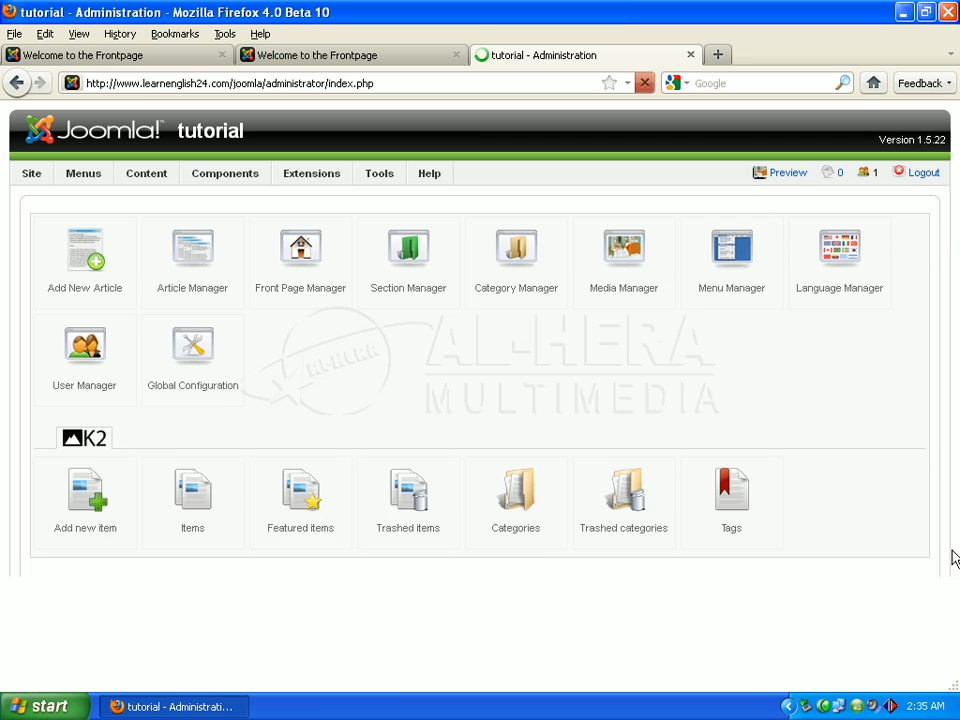 tutorial - Administration - Mozilla Firefox 4.0 Beta 10
File Edit View History Bookmarks Tools Help
Welcome to the Frontpage
Welcome to the Frontpage
tutorial - Administration
http://www.learnenglish24.com/joomla/administrator/index.php
Google
Feedback
Joomla! tutorial
Version 1.5.22
Site Menus Content Components Extensions Tools Help
Preview 0 1 Logout
Add New Article Article Manager Front Page Manager Section Manager Category Manager Media Manager Menu Manager Language Manager
AL-HERA
AL-HERA
MULTIMEDIA
User Manager Global Configuration
K2
Add new item Items Featured items Trashed items Categories Trashed categories Tags
start tutorial - Administrati... 2:35 AM